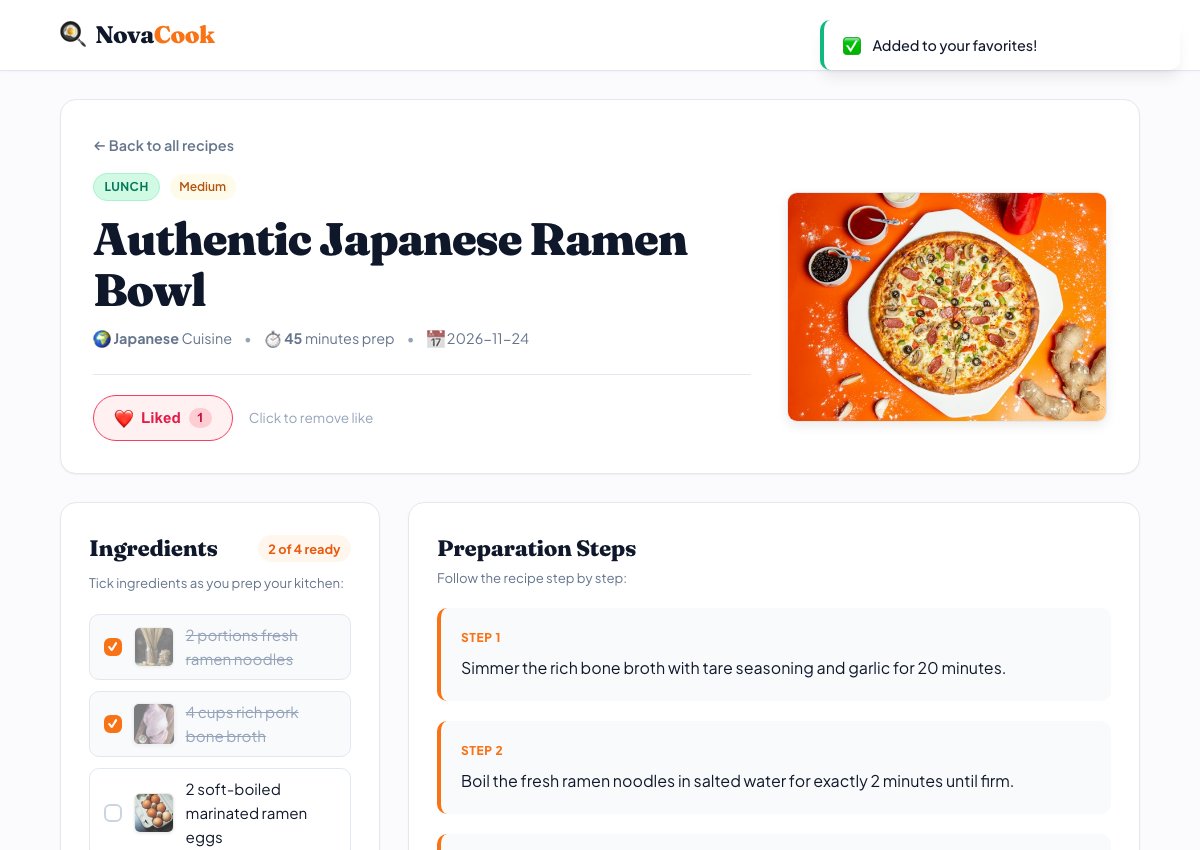 NovaCook
Added to your favorites!
← Back to all recipes
LUNCH
Medium
Authentic Japanese Ramen
Bowl
Japanese Cuisine • 45 minutes prep • 2026-11-24
Liked 1
Click to remove like
Ingredients
2 of 4 ready
Tick ingredients as you prep your kitchen:
2 portions fresh
ramen noodles
4 cups rich pork
bone broth
2 soft-boiled
marinated ramen
eggs
Preparation Steps
Follow the recipe step by step:
STEP 1
Simmer the rich bone broth with tare seasoning and garlic for 20 minutes.
STEP 2
Boil the fresh ramen noodles in salted water for exactly 2 minutes until firm.